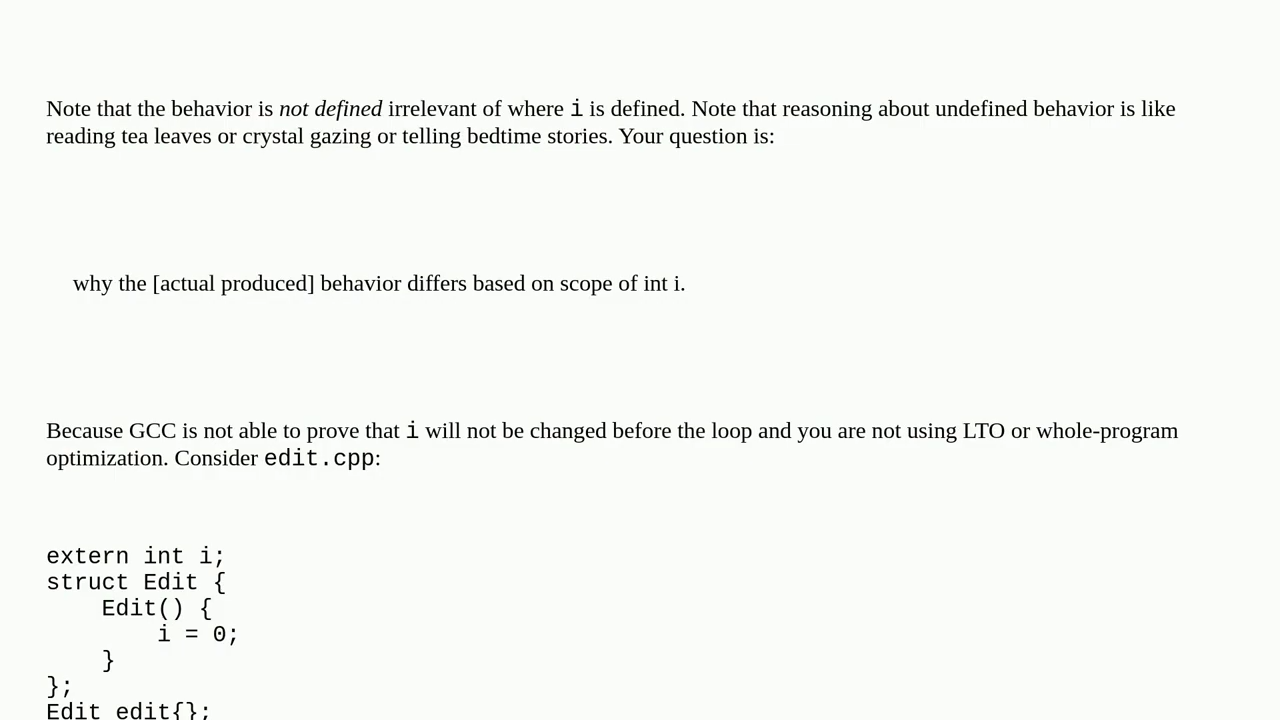 Note that the behavior is not defined irrelevant of where i is defined. Note that reasoning about undefined behavior is like
reading tea leaves or crystal gazing or telling bedtime stories. Your question is:
why the [actual produced] behavior differs based on scope of int i.
Because GCC is not able to prove that i will not be changed before the loop and you are not using LTO or whole-program
optimization. Consider edit.cpp:
extern int i;
struct Edit {
    Edit() {
        i = 0;
    }
};
Edit edit{};